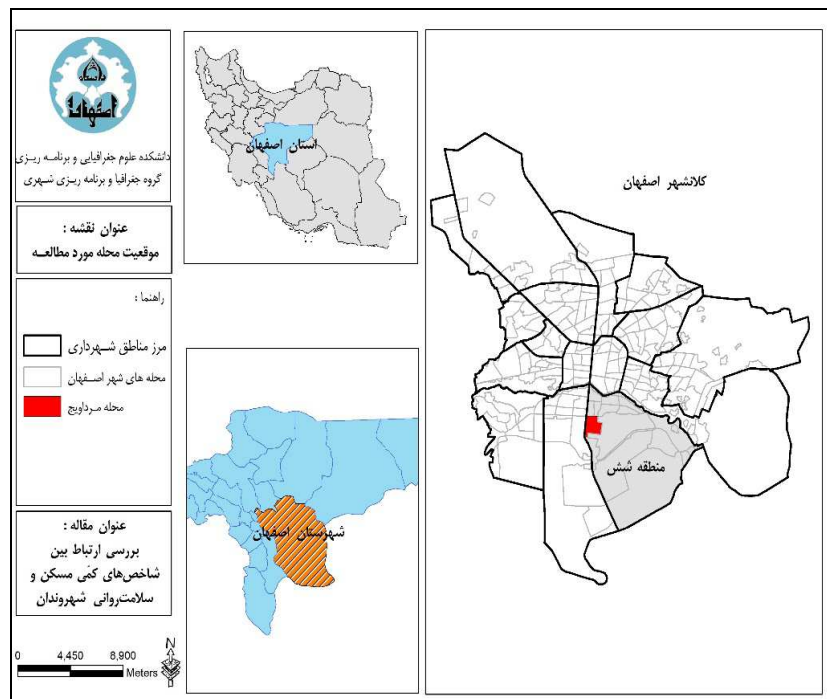 دانشگاه
اصفهان
دانشکده علوم جغرافیایی و برنامه ریزی
گروه جغرافیا و برنامه ریزی شهری
عنوان نقشه :
موقعیت محله مورد مطالعه
راهنما :
مرز مناطق شهرداری
محله های شهر اصفهان
محله مرداویج
عنوان مقاله :
بررسی ارتباط بین
شاخص‌های کمّی مسکن و
سلامت‌روانی شهروندان
N
0 4,450 8,900
Meters
استان اصفهان
شهرستان اصفهان
کلانشهر اصفهان
منطقه شش